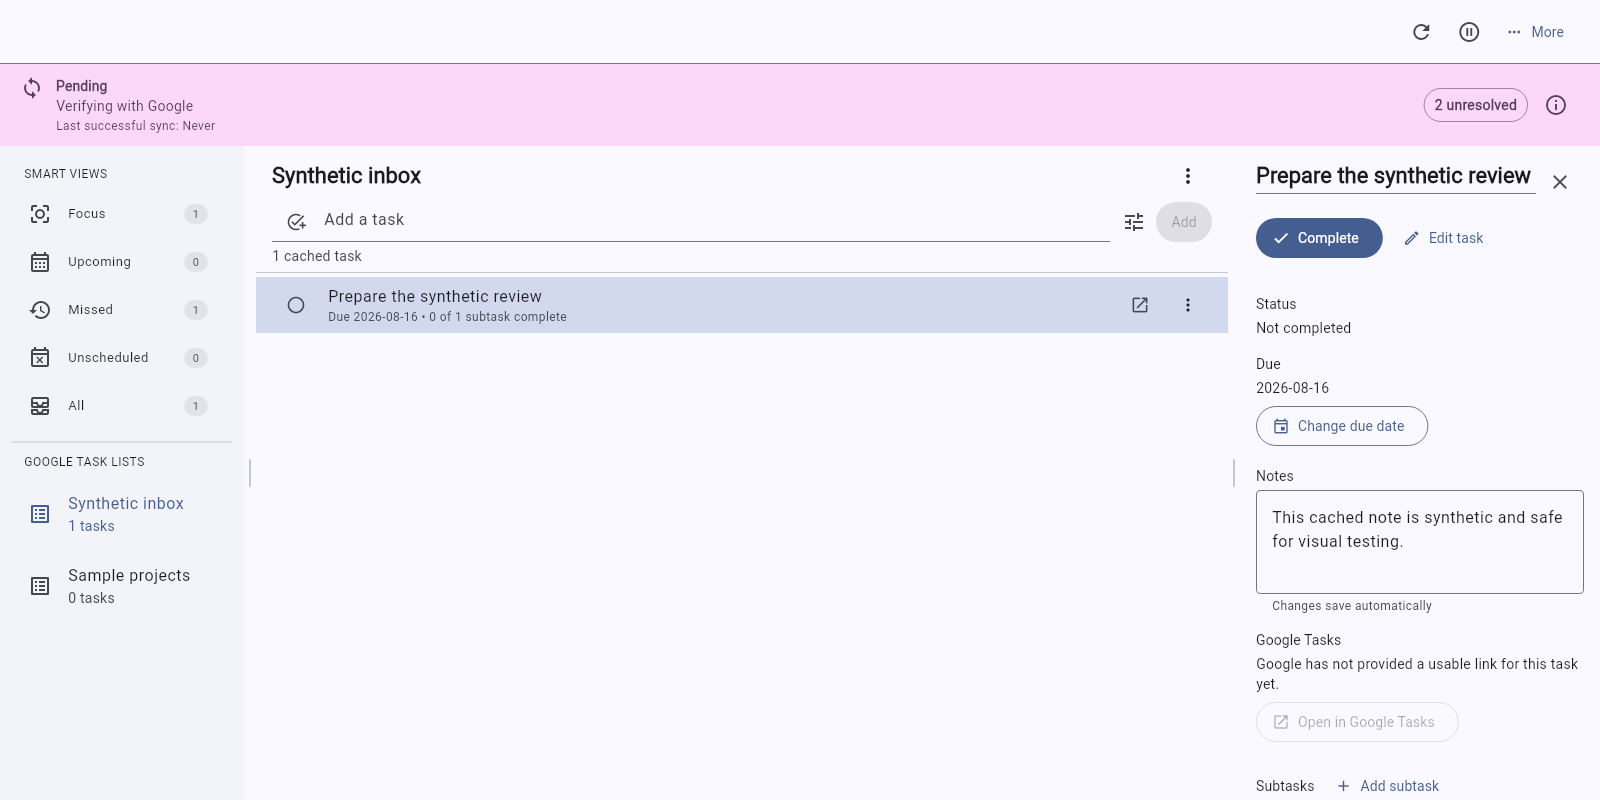 More
Pending
Verifying with Google
Last successful sync: Never
2 unresolved
SMART VIEWS
Focus 1
Upcoming 0
Missed 1
Unscheduled 0
All 1
GOOGLE TASK LISTS
Synthetic inbox
1 tasks
Sample projects
0 tasks
Synthetic inbox
Add a task
Add
1 cached task
Prepare the synthetic review
Due 2026-08-16 • 0 of 1 subtask complete
Prepare the synthetic review
Complete
Edit task
Status
Not completed
Due
2026-08-16
Change due date
Notes
This cached note is synthetic and safe
for visual testing.
Changes save automatically
Google Tasks
Google has not provided a usable link for this task
yet.
Open in Google Tasks
Subtasks
Add subtask